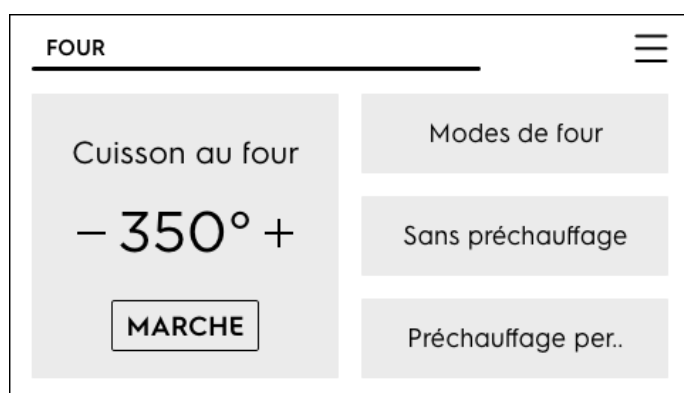 FOUR
Cuisson au four
− 350° +
MARCHE
Modes de four
Sans préchauffage
Préchauffage per..